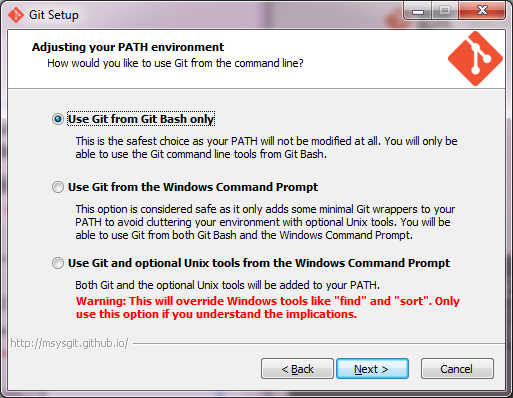 Git Setup
Adjusting your PATH environment
How would you like to use Git from the command line?
Use Git from Git Bash only
This is the safest choice as your PATH will not be modified at all. You will only
be able to use the Git command line tools from Git Bash.
Use Git from the Windows Command Prompt
This option is considered safe as it only adds some minimal Git wrappers to your
PATH to avoid cluttering your environment with optional Unix tools. You will be
able to use Git from both Git Bash and the Windows Command Prompt.
Use Git and optional Unix tools from the Windows Command Prompt
Both Git and the optional Unix tools will be added to your PATH.
Warning: This will override Windows tools like "find" and "sort". Only
use this option if you understand the implications.
http://msysgit.github.io/
< Back
Next >
Cancel